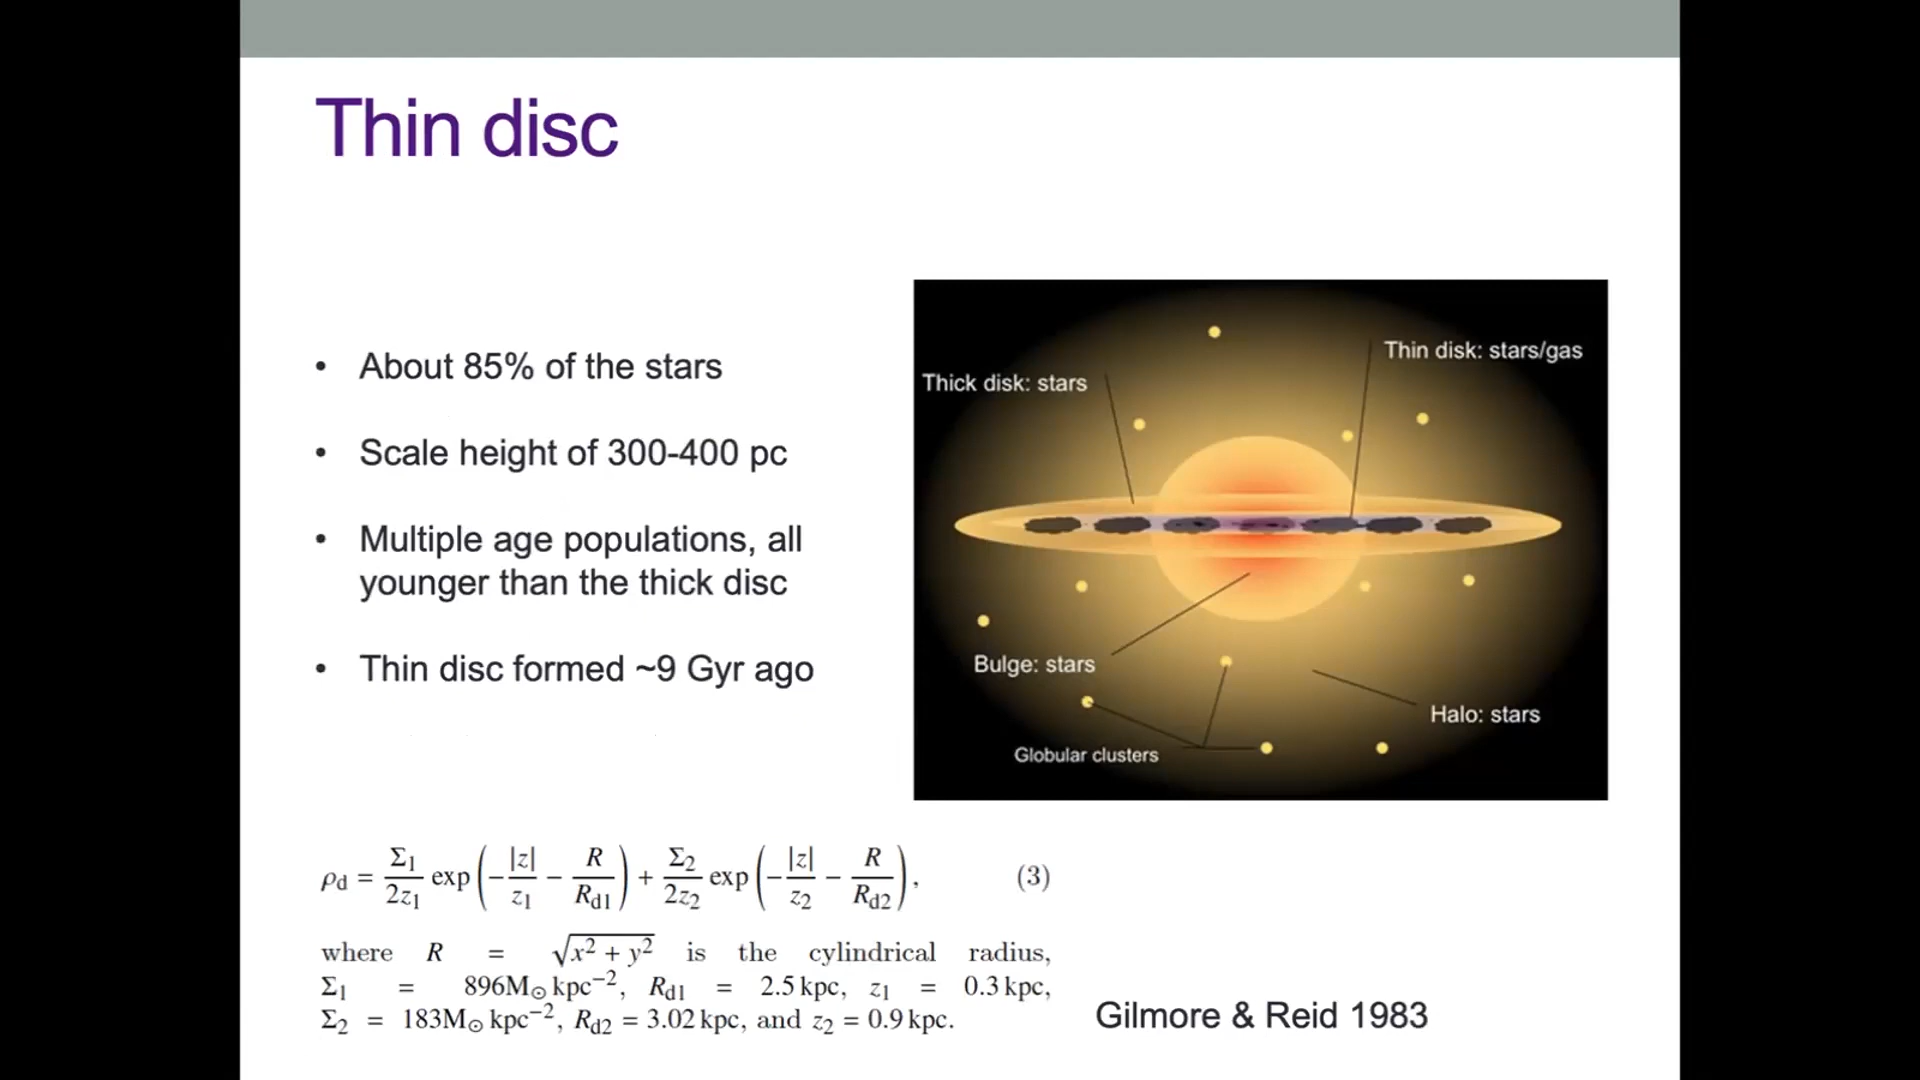 Thin disc
• About 85% of the stars
• Scale height of 300-400 pc
• Multiple age populations, all
younger than the thick disc
• Thin disc formed ~9 Gyr ago
Thin disk: stars/gas
Thick disk: stars
Bulge: stars
Halo: stars
Globular clusters
ρd = Σ1/2z1 exp(−|z|/z1 − R/Rd1) + Σ2/2z2 exp(−|z|/z2 − R/Rd2), (3)
where R = √x² + y² is the cylindrical radius,
Σ1 = 896M⊙ kpc⁻², Rd1 = 2.5 kpc, z1 = 0.3 kpc,
Σ2 = 183M⊙ kpc⁻², Rd2 = 3.02 kpc, and z2 = 0.9 kpc.
Gilmore & Reid 1983